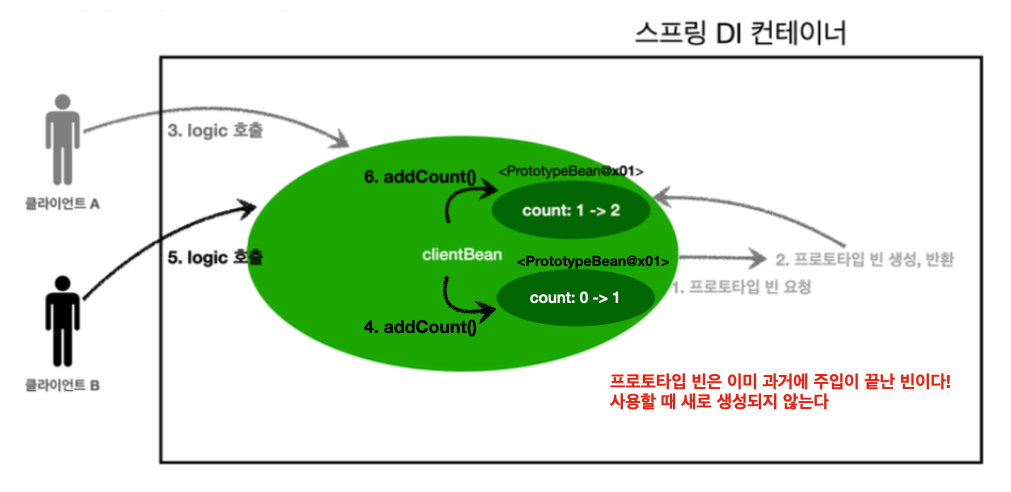 스프링 DI 컨테이너
3. logic 호출
클라이언트 A
6. addCount()
<PrototypeBean@x01>
count: 1 -> 2
5. logic 호출
clientBean
<PrototypeBean@x01>
count: 0 -> 1
4. addCount()
2. 프로토타입 빈 생성, 반환
1. 프로토타입 빈 요청
클라이언트 B
프로토타입 빈은 이미 과거에 주입이 끝난 빈이다!
사용할 때 새로 생성되지 않는다